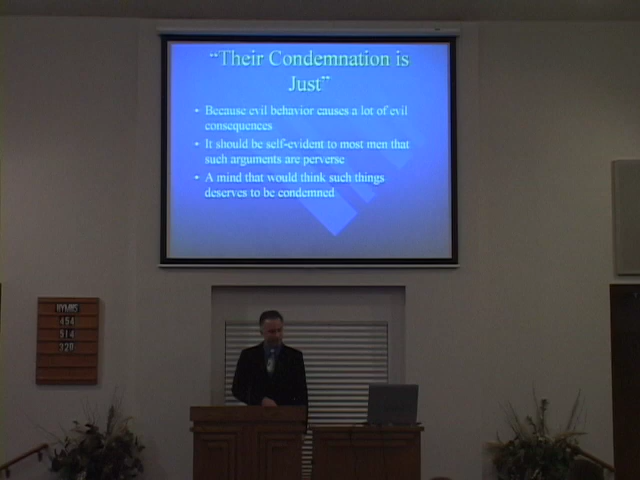 “Their Condemnation is
Just”
• Because evil behavior causes a lot of evil
consequences
• It should be self-evident to most men that
such arguments are perverse
• A mind that would think such things
deserves to be condemned
HYMNS
454
514
320